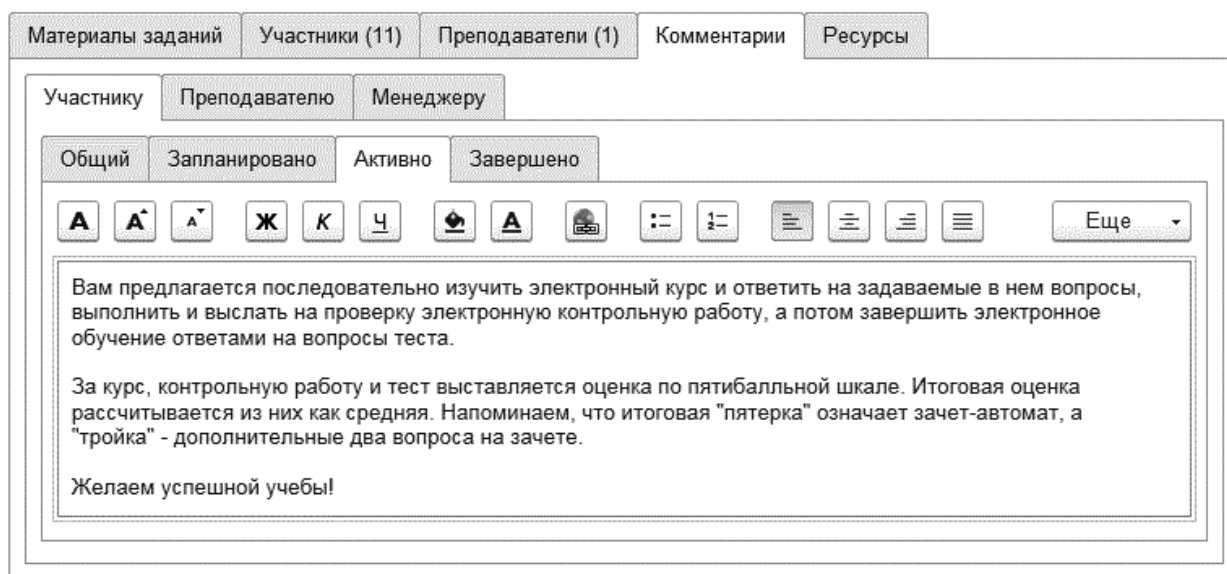 Материалы заданий Участники (11) Преподаватели (1) Комментарии Ресурсы
Участнику Преподавателю Менеджеру
Общий Запланировано Активно Завершено
А А А Ж К Ч А Еще
Вам предлагается последовательно изучить электронный курс и ответить на задаваемые в нем вопросы,
выполнить и выслать на проверку электронную контрольную работу, а потом завершить электронное
обучение ответами на вопросы теста.
За курс, контрольную работу и тест выставляется оценка по пятибалльной шкале. Итоговая оценка
рассчитывается из них как средняя. Напоминаем, что итоговая "пятерка" означает зачет-автомат, а
"тройка" - дополнительные два вопроса на зачете.
Желаем успешной учебы!